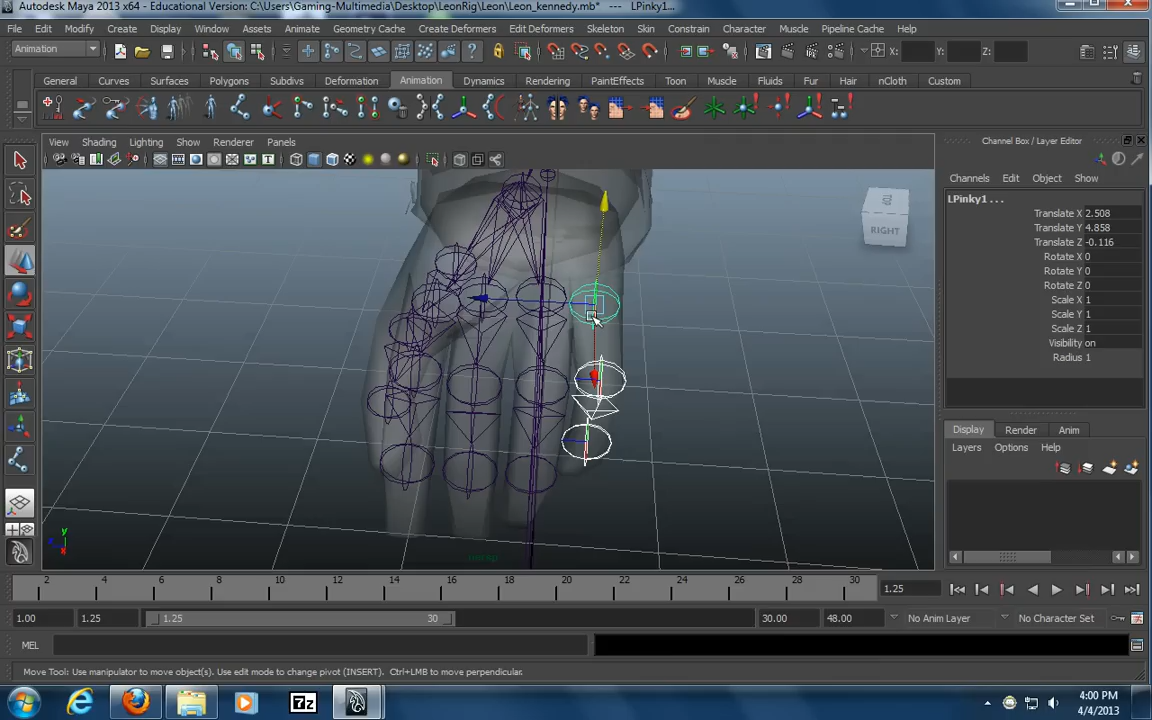 Autodesk Maya 2013 x64 - Educational Version: C:\Users\Gaming-Multimedia\Desktop\LeonRig\Leon\Leon_kennedy.mb* --- LPinky1...
File Edit Modify Create Display Window Assets Animate Geometry Cache Create Deformers Edit Deformers Skeleton Skin Constrain Character Muscle Pipeline Cache Help
Animation X: Y: Z:
General Curves Surfaces Polygons Subdivs Deformation Animation Dynamics Rendering PaintEffects Toon Muscle Fluids Fur Hair nCloth Custom
View Shading Lighting Show Renderer Panels
Channel Box / Layer Editor
Channels Edit Object Show
LPinky1 ...
Translate X 2.508
Translate Y 4.858
Translate Z -0.116
Rotate X 0
Rotate Y 0
Rotate Z 0
Scale X 1
Scale Y 1
Scale Z 1
Visibility on
Radius 1
TOP
RIGHT
Display Render Anim
Layers Options Help
y
z
x
persp
2 4 6 8 10 12 14 16 18 20 22 24 26 28 30
1.25
1.00 1.25 1.25 30 30.00 48.00 No Anim Layer No Character Set
MEL
Move Tool: Use manipulator to move object(s). Use edit mode to change pivot (INSERT). Ctrl+LMB to move perpendicular.
7z
4:00 PM
4/4/2013